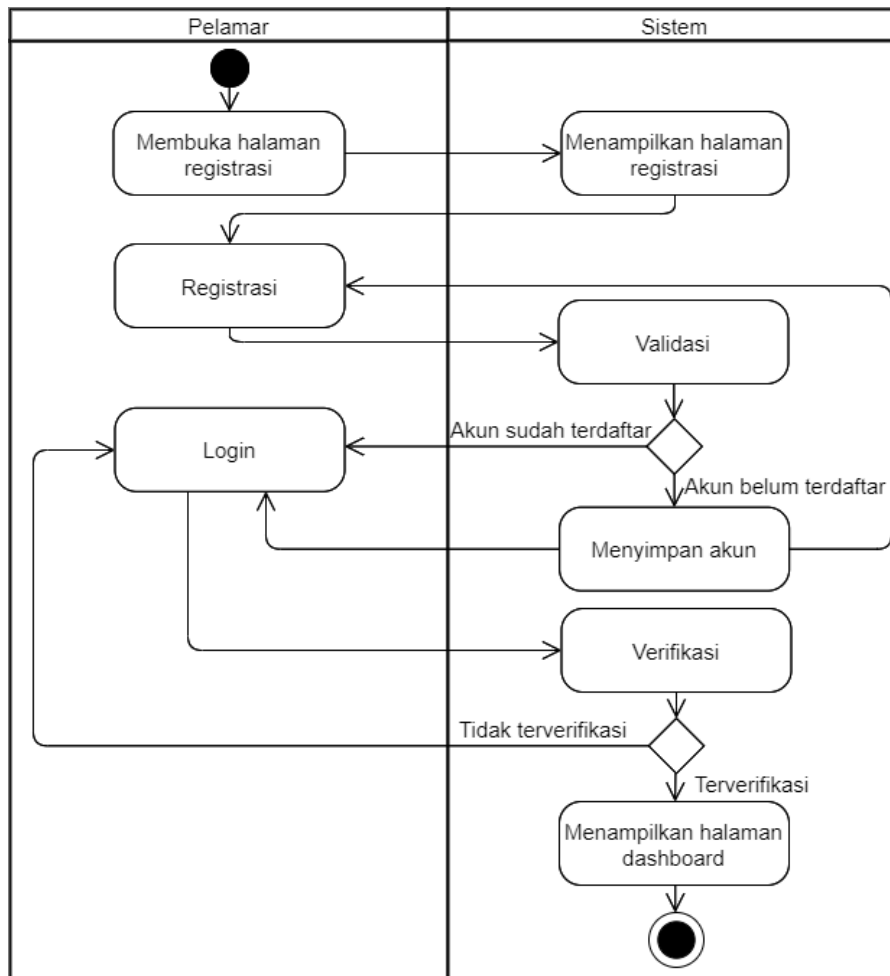 Pelamar
Sistem
Membuka halaman
registrasi
Menampilkan halaman
registrasi
Registrasi
Validasi
Akun sudah terdaftar
Login
Akun belum terdaftar
Menyimpan akun
Verifikasi
Tidak terverifikasi
Terverifikasi
Menampilkan halaman
dashboard